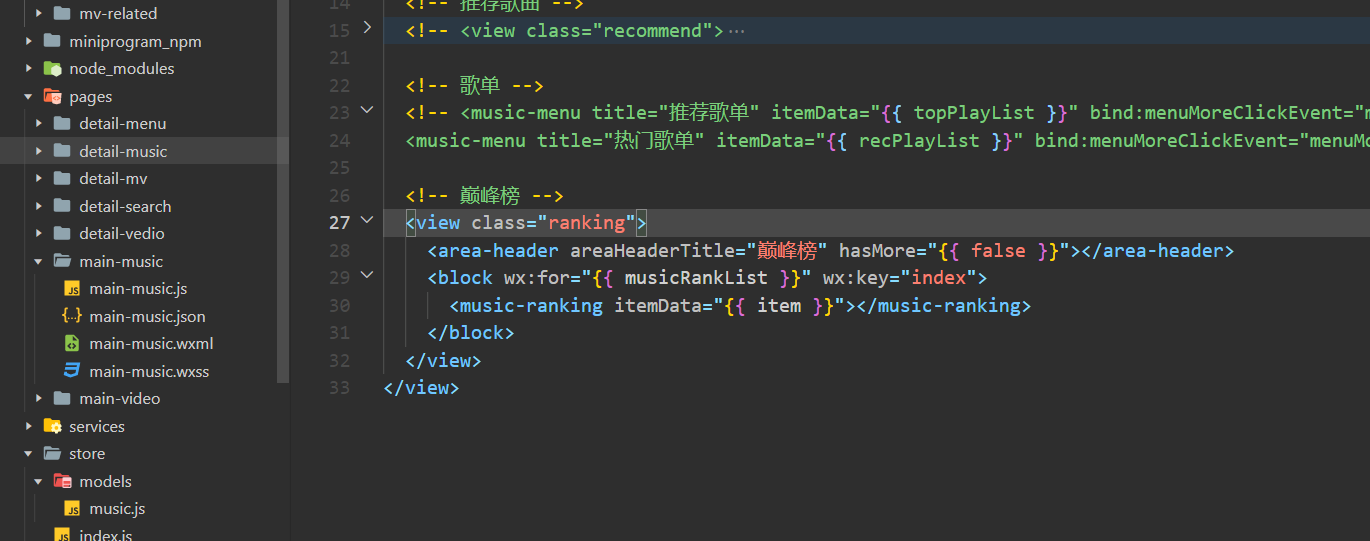 mv-related
miniprogram_npm
node_modules
pages
detail-menu
detail-music
detail-mv
detail-search
detail-vedio
main-music
main-music.js
main-music.json
main-music.wxml
main-music.wxss
main-video
services
store
models
music.js
index.js
14 <!-- 推荐歌曲 -->
15 <!-- <view class="recommend">···
21
22 <!-- 歌单 -->
23 <!-- <music-menu title="推荐歌单" itemData="{{ topPlayList }}" bind:menuMoreClickEvent="m
24 <music-menu title="热门歌单" itemData="{{ recPlayList }}" bind:menuMoreClickEvent="menuMo
25
26 <!-- 巅峰榜 -->
27 <view class="ranking">
28 <area-header areaHeaderTitle="巅峰榜" hasMore="{{ false }}"></area-header>
29 <block wx:for="{{ musicRankList }}" wx:key="index">
30 <music-ranking itemData="{{ item }}"></music-ranking>
31 </block>
32 </view>
33 </view>